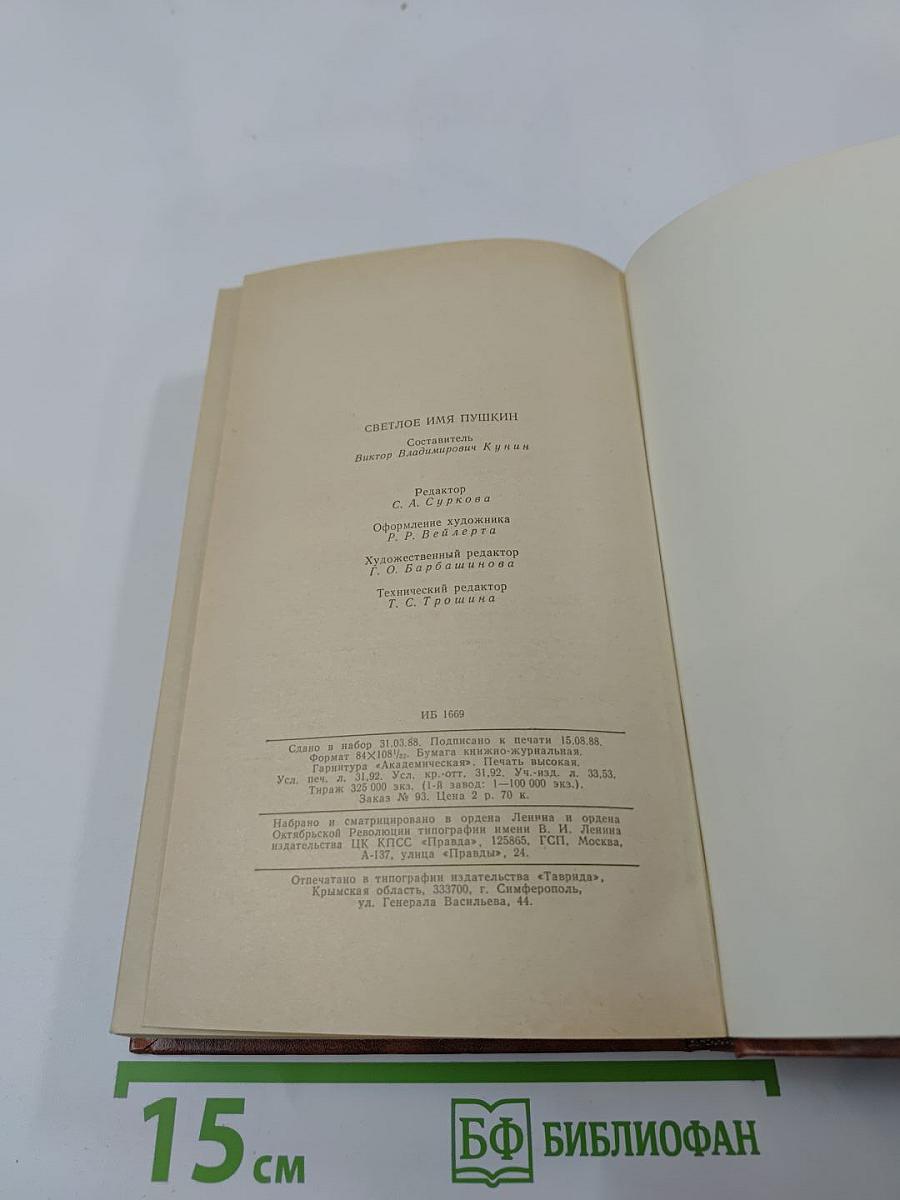 СВЕТЛОЕ ИМЯ ПУШКИН
Составитель
Виктор Владимирович Кунин
Редактор
С. А. Суркова
Оформление художника
Р. Р. Вейлерта
Художественный редактор
Г. О. Барбашинова
Технический редактор
Т. С. Трошина
ИБ 1669
Сдано в набор 31.03.88. Подписано к печати 15.08.88.
Формат 84×108¹/₃₂. Бумага книжно-журнальная.
Гарнитура «Академическая». Печать высокая.
Усл. печ. л. 31,92. Усл. кр.-отт. 31,92. Уч.-изд. л. 33,53.
Тираж 325 000 экз. (1-й завод: 1—100 000 экз.).
Заказ № 93. Цена 2 р. 70 к.
Набрано и сматрицировано в ордена Ленина и ордена
Октябрьской Революции типографии имени В. И. Ленина
издательства ЦК КПСС «Правда», 125865, ГСП, Москва,
А-137, улица «Правды», 24.
Отпечатано в типографии издательства «Таврида»,
Крымская область, 333700, г. Симферополь,
ул. Генерала Васильева, 44.
15 см
БФ БИБЛИОФАН